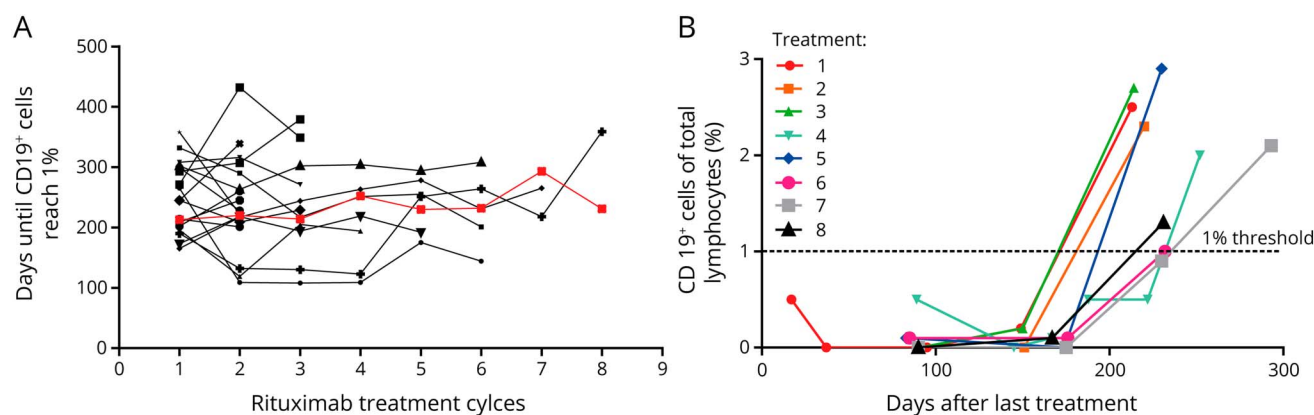 A
Days until CD19+ cells
reach 1%
500
400
300
200
100
0
0 1 2 3 4 5 6 7 8 9
Rituximab treatment cylces
B
CD 19+ cells of total
lymphocytes (%)
Treatment:
1
2
3
4
5
6
7
8
3
2
1
0
1% threshold
0 100 200 300
Days after last treatment